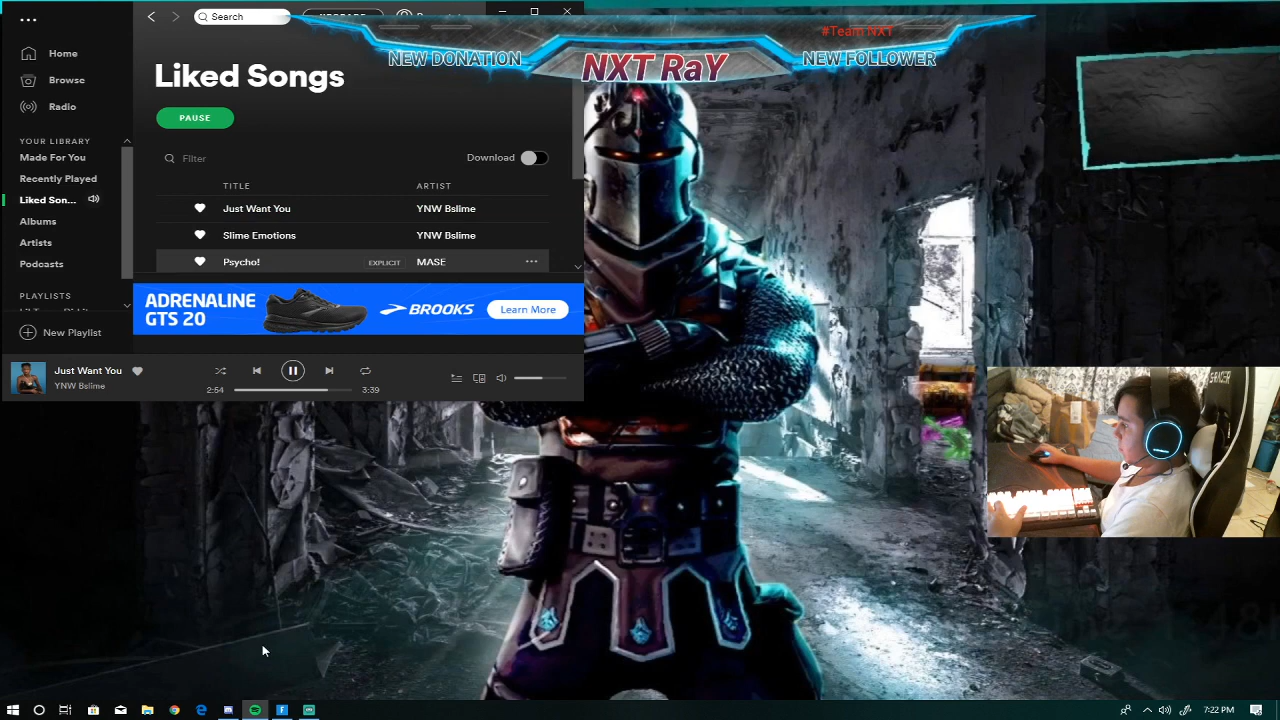 Search
Home
Browse
Radio
YOUR LIBRARY
Made For You
Recently Played
Liked Son...
Albums
Artists
Podcasts
PLAYLISTS
New Playlist
Liked Songs
PAUSE
Filter
Download
TITLE ARTIST
Just Want You YNW Bslime
Slime Emotions YNW Bslime
Psycho! EXPLICIT MASE
ADRENALINE
GTS 20
BROOKS
Learn More
Just Want You
YNW Bslime
2:54
3:39
#Team NXT
NEW DONATION
NXT RaY
NEW FOLLOWER
7:22 PM